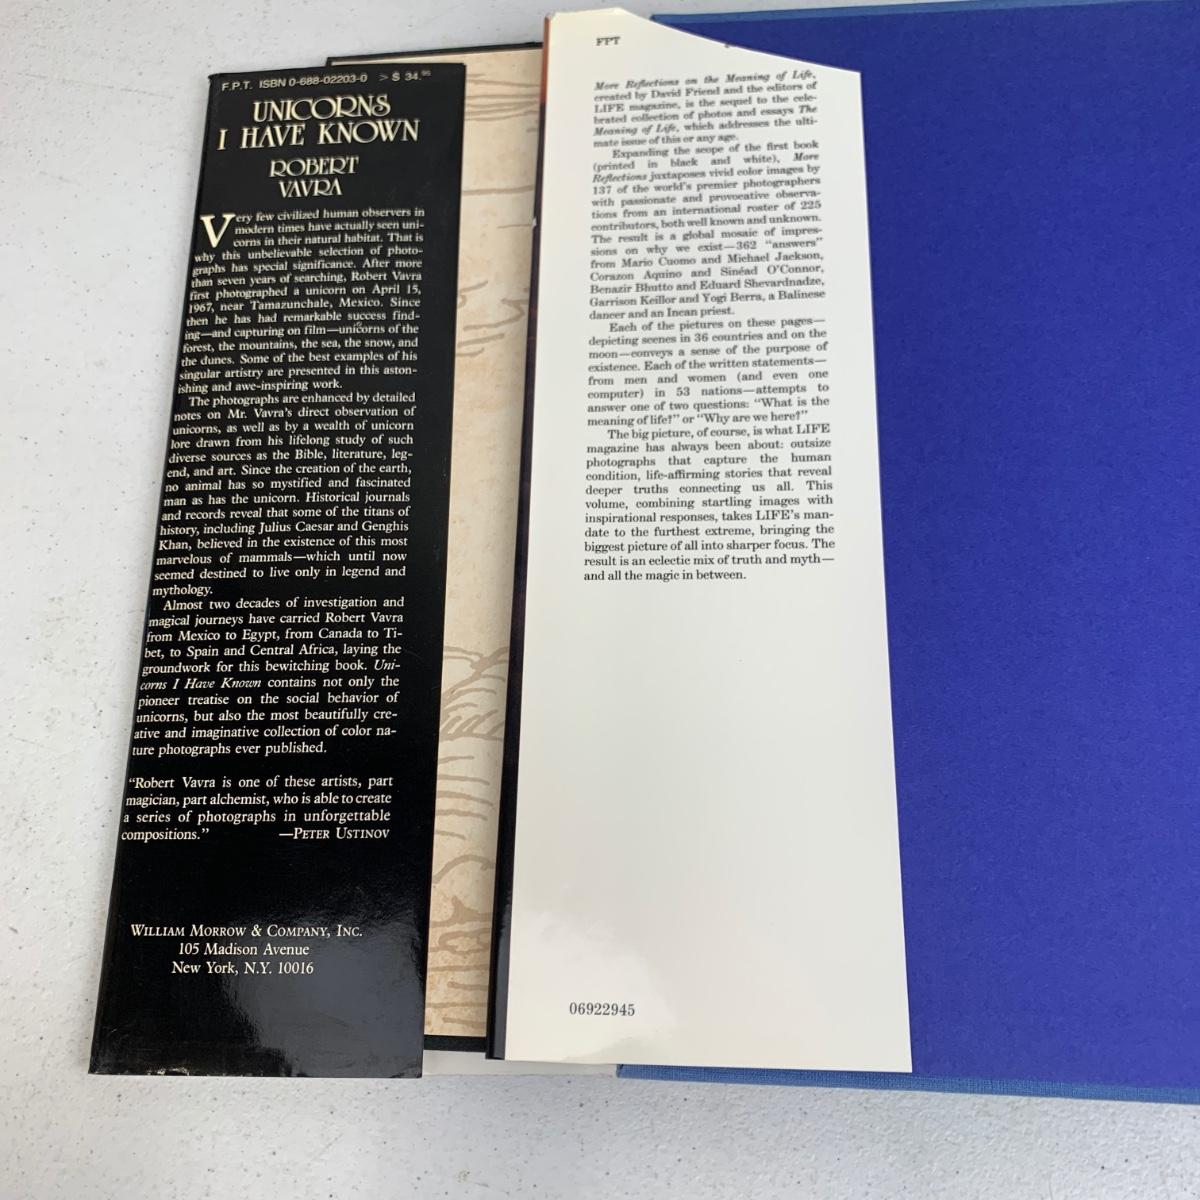 F.P.T. ISBN 0-688-02203-0 > $ 34.95
UNICORNS
I HAVE KNOWN
ROBERT
VAVRA
Very few civilized human observers in
modern times have actually seen uni-
corns in their natural habitat. That is
why this unbelievable selection of photo-
graphs has special significance. After more
than seven years of searching, Robert Vavra
first photographed a unicorn on April 15,
1967, near Tamazunchale, Mexico. Since
then he has had remarkable success find-
ing—and capturing on film—unicorns of the
forest, the mountains, the sea, the snow, and
the dunes. Some of the best examples of his
singular artistry are presented in this aston-
ishing and awe-inspiring work.
The photographs are enhanced by detailed
notes on Mr. Vavra's direct observation of
unicorns, as well as by a wealth of unicorn
lore drawn from his lifelong study of such
diverse sources as the Bible, literature, leg-
end, and art. Since the creation of the earth,
no animal has so mystified and fascinated
man as has the unicorn. Historical journals
and records reveal that some of the titans of
history, including Julius Caesar and Genghis
Khan, believed in the existence of this most
marvelous of mammals—which until now
seemed destined to live only in legend and
mythology.
Almost two decades of investigation and
magical journeys have carried Robert Vavra
from Mexico to Egypt, from Canada to Ti-
bet, to Spain and Central Africa, laying the
groundwork for this bewitching book. Uni-
corns I Have Known contains not only the
pioneer treatise on the social behavior of
unicorns, but also the most beautifully cre-
ative and imaginative collection of color na-
ture photographs ever published.
"Robert Vavra is one of these artists, part
magician, part alchemist, who is able to create
a series of photographs in unforgettable
compositions." —PETER USTINOV
WILLIAM MORROW & COMPANY, INC.
105 Madison Avenue
New York, N.Y. 10016
FPT
More Reflections on the Meaning of Life,
created by David Friend and the editors of
LIFE magazine, is the sequel to the cele-
brated collection of photos and essays The
Meaning of Life, which addresses the ulti-
mate issue of this or any age.
Expanding the scope of the first book
(printed in black and white), More
Reflections juxtaposes vivid color images by
137 of the world's premier photographers
with passionate and provocative observa-
tions from an international roster of 225
contributors, both well known and unknown.
The result is a global mosaic of impres-
sions on why we exist—362 "answers"
from Mario Cuomo and Michael Jackson,
Corazon Aquino and Sinéad O'Connor,
Benazir Bhutto and Eduard Shevardnadze,
Garrison Keillor and Yogi Berra, a Balinese
dancer and an Incan priest.
Each of the pictures on these pages—
depicting scenes in 36 countries and on the
moon—conveys a sense of the purpose of
existence. Each of the written statements—
from men and women (and even one
computer) in 53 nations—attempts to
answer one of two questions: "What is the
meaning of life?" or "Why are we here?"
The big picture, of course, is what LIFE
magazine has always been about: outsize
photographs that capture the human
condition, life-affirming stories that reveal
deeper truths connecting us all. This
volume, combining startling images with
inspirational responses, takes LIFE's man-
date to the furthest extreme, bringing the
biggest picture of all into sharper focus. The
result is an eclectic mix of truth and myth—
and all the magic in between.
06922945